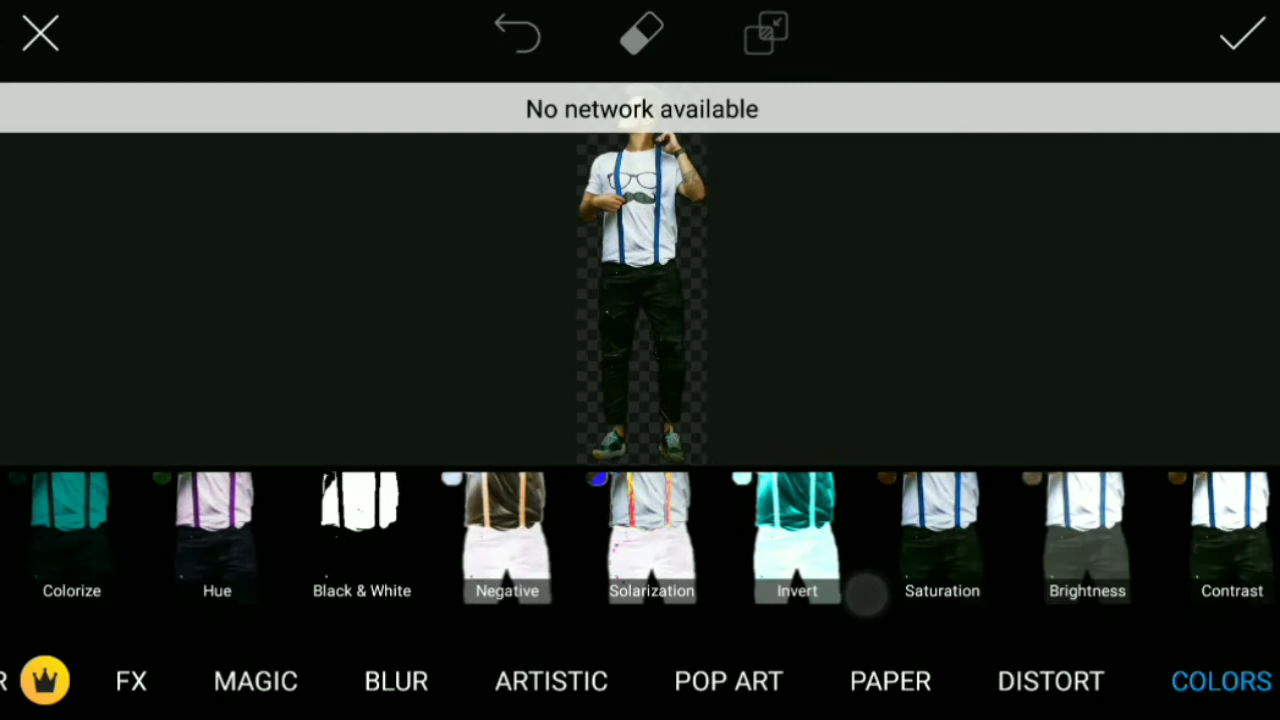 No network available
Colorize
Hue
Black & White
Negative
Solarization
Invert
Saturation
Brightness
Contrast
R
FX
MAGIC
BLUR
ARTISTIC
POP ART
PAPER
DISTORT
COLORS